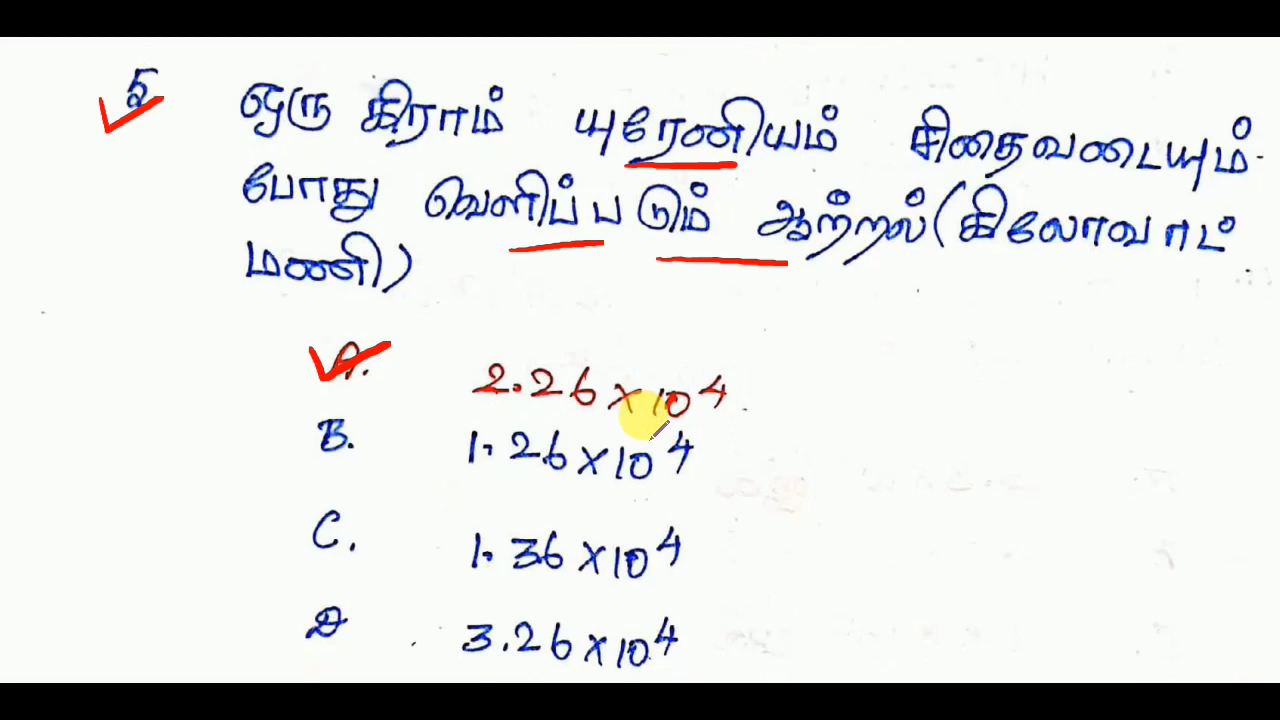 5 ஒரு கிராம் யுரேனியம் சிதைவடையும்
போது வெளிப்படும் ஆற்றல் (கிலோவாட்
மணி)
A. 2.26 × 10⁴
B. 1.26 × 10⁴
C. 1.36 × 10⁴
D 3.26 × 10⁴